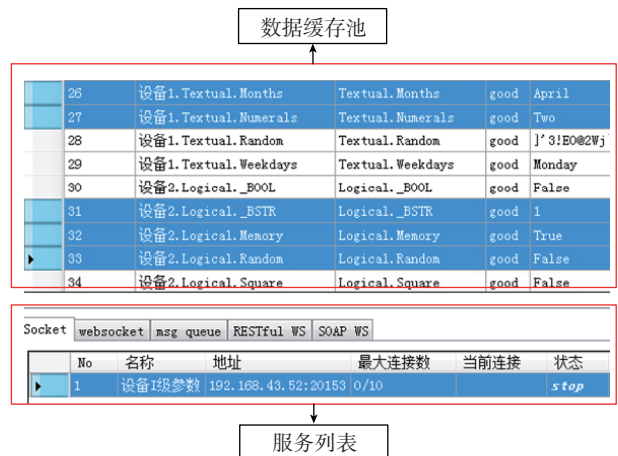 数据缓存池
26 设备1.Textual.Months Textual.Months good April
27 设备1.Textual.Numerals Textual.Numerals good Two
28 设备1.Textual.Random Textual.Random good ]'3!E0@2Wj
29 设备1.Textual.Weekdays Textual.Weekdays good Monday
30 设备2.Logical._BOOL Logical._BOOL good False
31 设备2.Logical._BSTR Logical._BSTR good 1
32 设备2.Logical.Memory Logical.Memory good True
33 设备2.Logical.Random Logical.Random good False
34 设备2.Logical.Square Logical.Square good False
Socket websocket msg queue RESTful WS SOAP WS
No 名称 地址 最大连接数 当前连接 状态
1 设备I级参数 192.168.43.52:20153 0/10 stop
服务列表